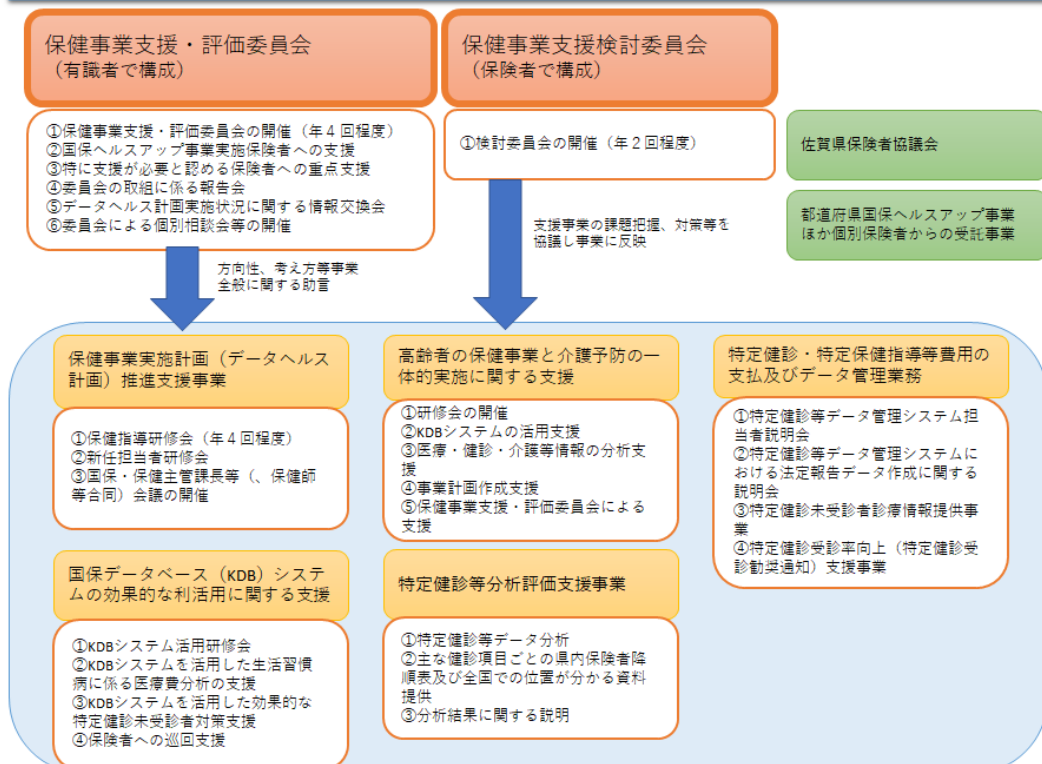 保健事業支援・評価委員会
（有識者で構成）
①保健事業支援・評価委員会の開催（年４回程度）
②国保ヘルスアップ事業実施保険者への支援
③特に支援が必要と認める保険者への重点支援
④委員会の取組に係る報告会
⑤データヘルス計画実施状況に関する情報交換会
⑥委員会による個別相談会等の開催
保健事業支援検討委員会
（保険者で構成）
①検討委員会の開催（年２回程度）
佐賀県保険者協議会
都道府県国保ヘルスアップ事業
ほか個別保険者からの受託事業
方向性、考え方等事業
全般に関する助言
支援事業の課題把握、対策等を
協議し事業に反映
保健事業実施計画（データヘルス
計画）推進支援事業
①保健指導研修会（年４回程度）
②新任担当者研修会
③国保・保健主管課長等（、保健師
等合同）会議の開催
高齢者の保健事業と介護予防の一
体的実施に関する支援
①研修会の開催
②KDBシステムの活用支援
③医療・健診・介護等情報の分析支
援
④事業計画作成支援
⑤保健事業支援・評価委員会による
支援
特定健診・特定保健指導等費用の
支払及びデータ管理業務
①特定健診等データ管理システム担
当者説明会
②特定健診等データ管理システムに
おける法定報告データ作成に関する
説明会
③特定健診未受診者診療情報提供事
業
④特定健診受診率向上（特定健診受
診勧奨通知）支援事業
国保データベース（KDB）システ
ムの効果的な利活用に関する支援
①KDBシステム活用研修会
②KDBシステムを活用した生活習慣
病に係る医療費分析の支援
③KDBシステムを活用した効果的な
特定健診未受診者対策支援
④保険者への巡回支援
特定健診等分析評価支援事業
①特定健診等データ分析
②主な健診項目ごとの県内保険者降
順表及び全国での位置が分かる資料
提供
③分析結果に関する説明